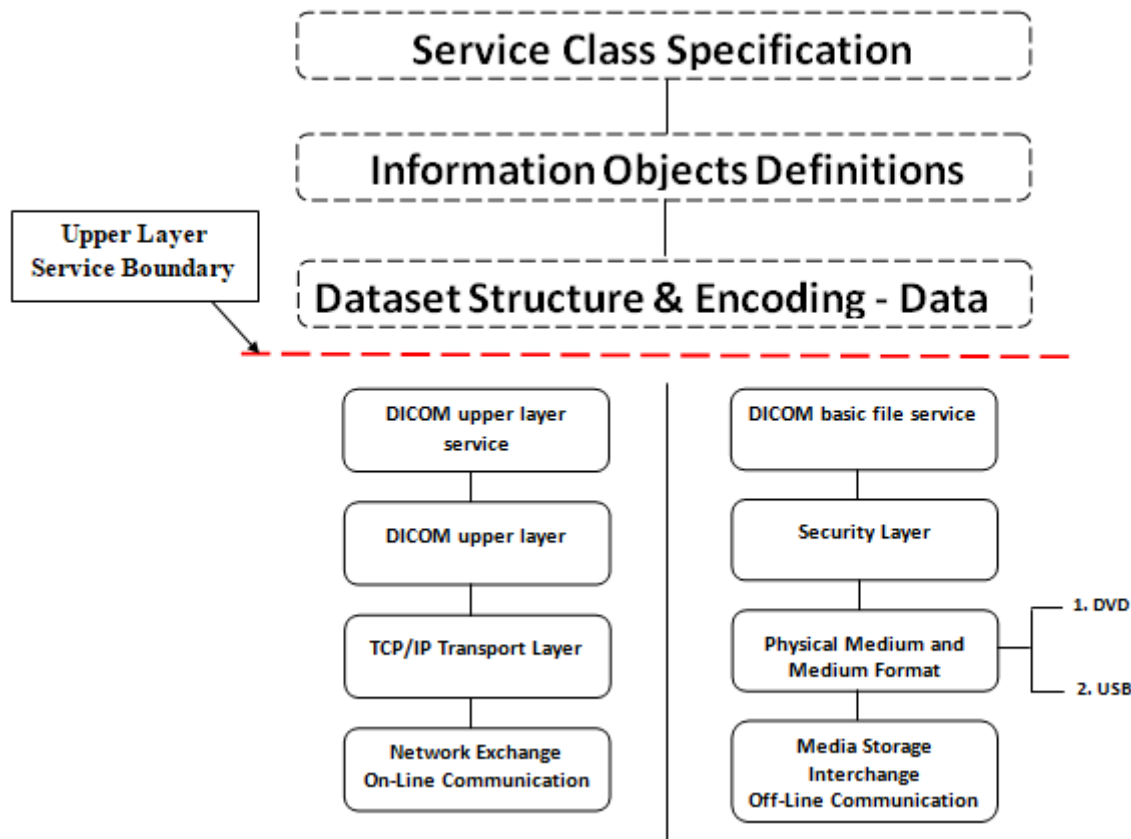 Service Class Specification
Information Objects Definitions
Upper Layer
Service Boundary
Dataset Structure & Encoding - Data
DICOM upper layer
service
DICOM upper layer
TCP/IP Transport Layer
Network Exchange
On-Line Communication
DICOM basic file service
Security Layer
Physical Medium and
Medium Format
1. DVD
2. USB
Media Storage
Interchange
Off-Line Communication